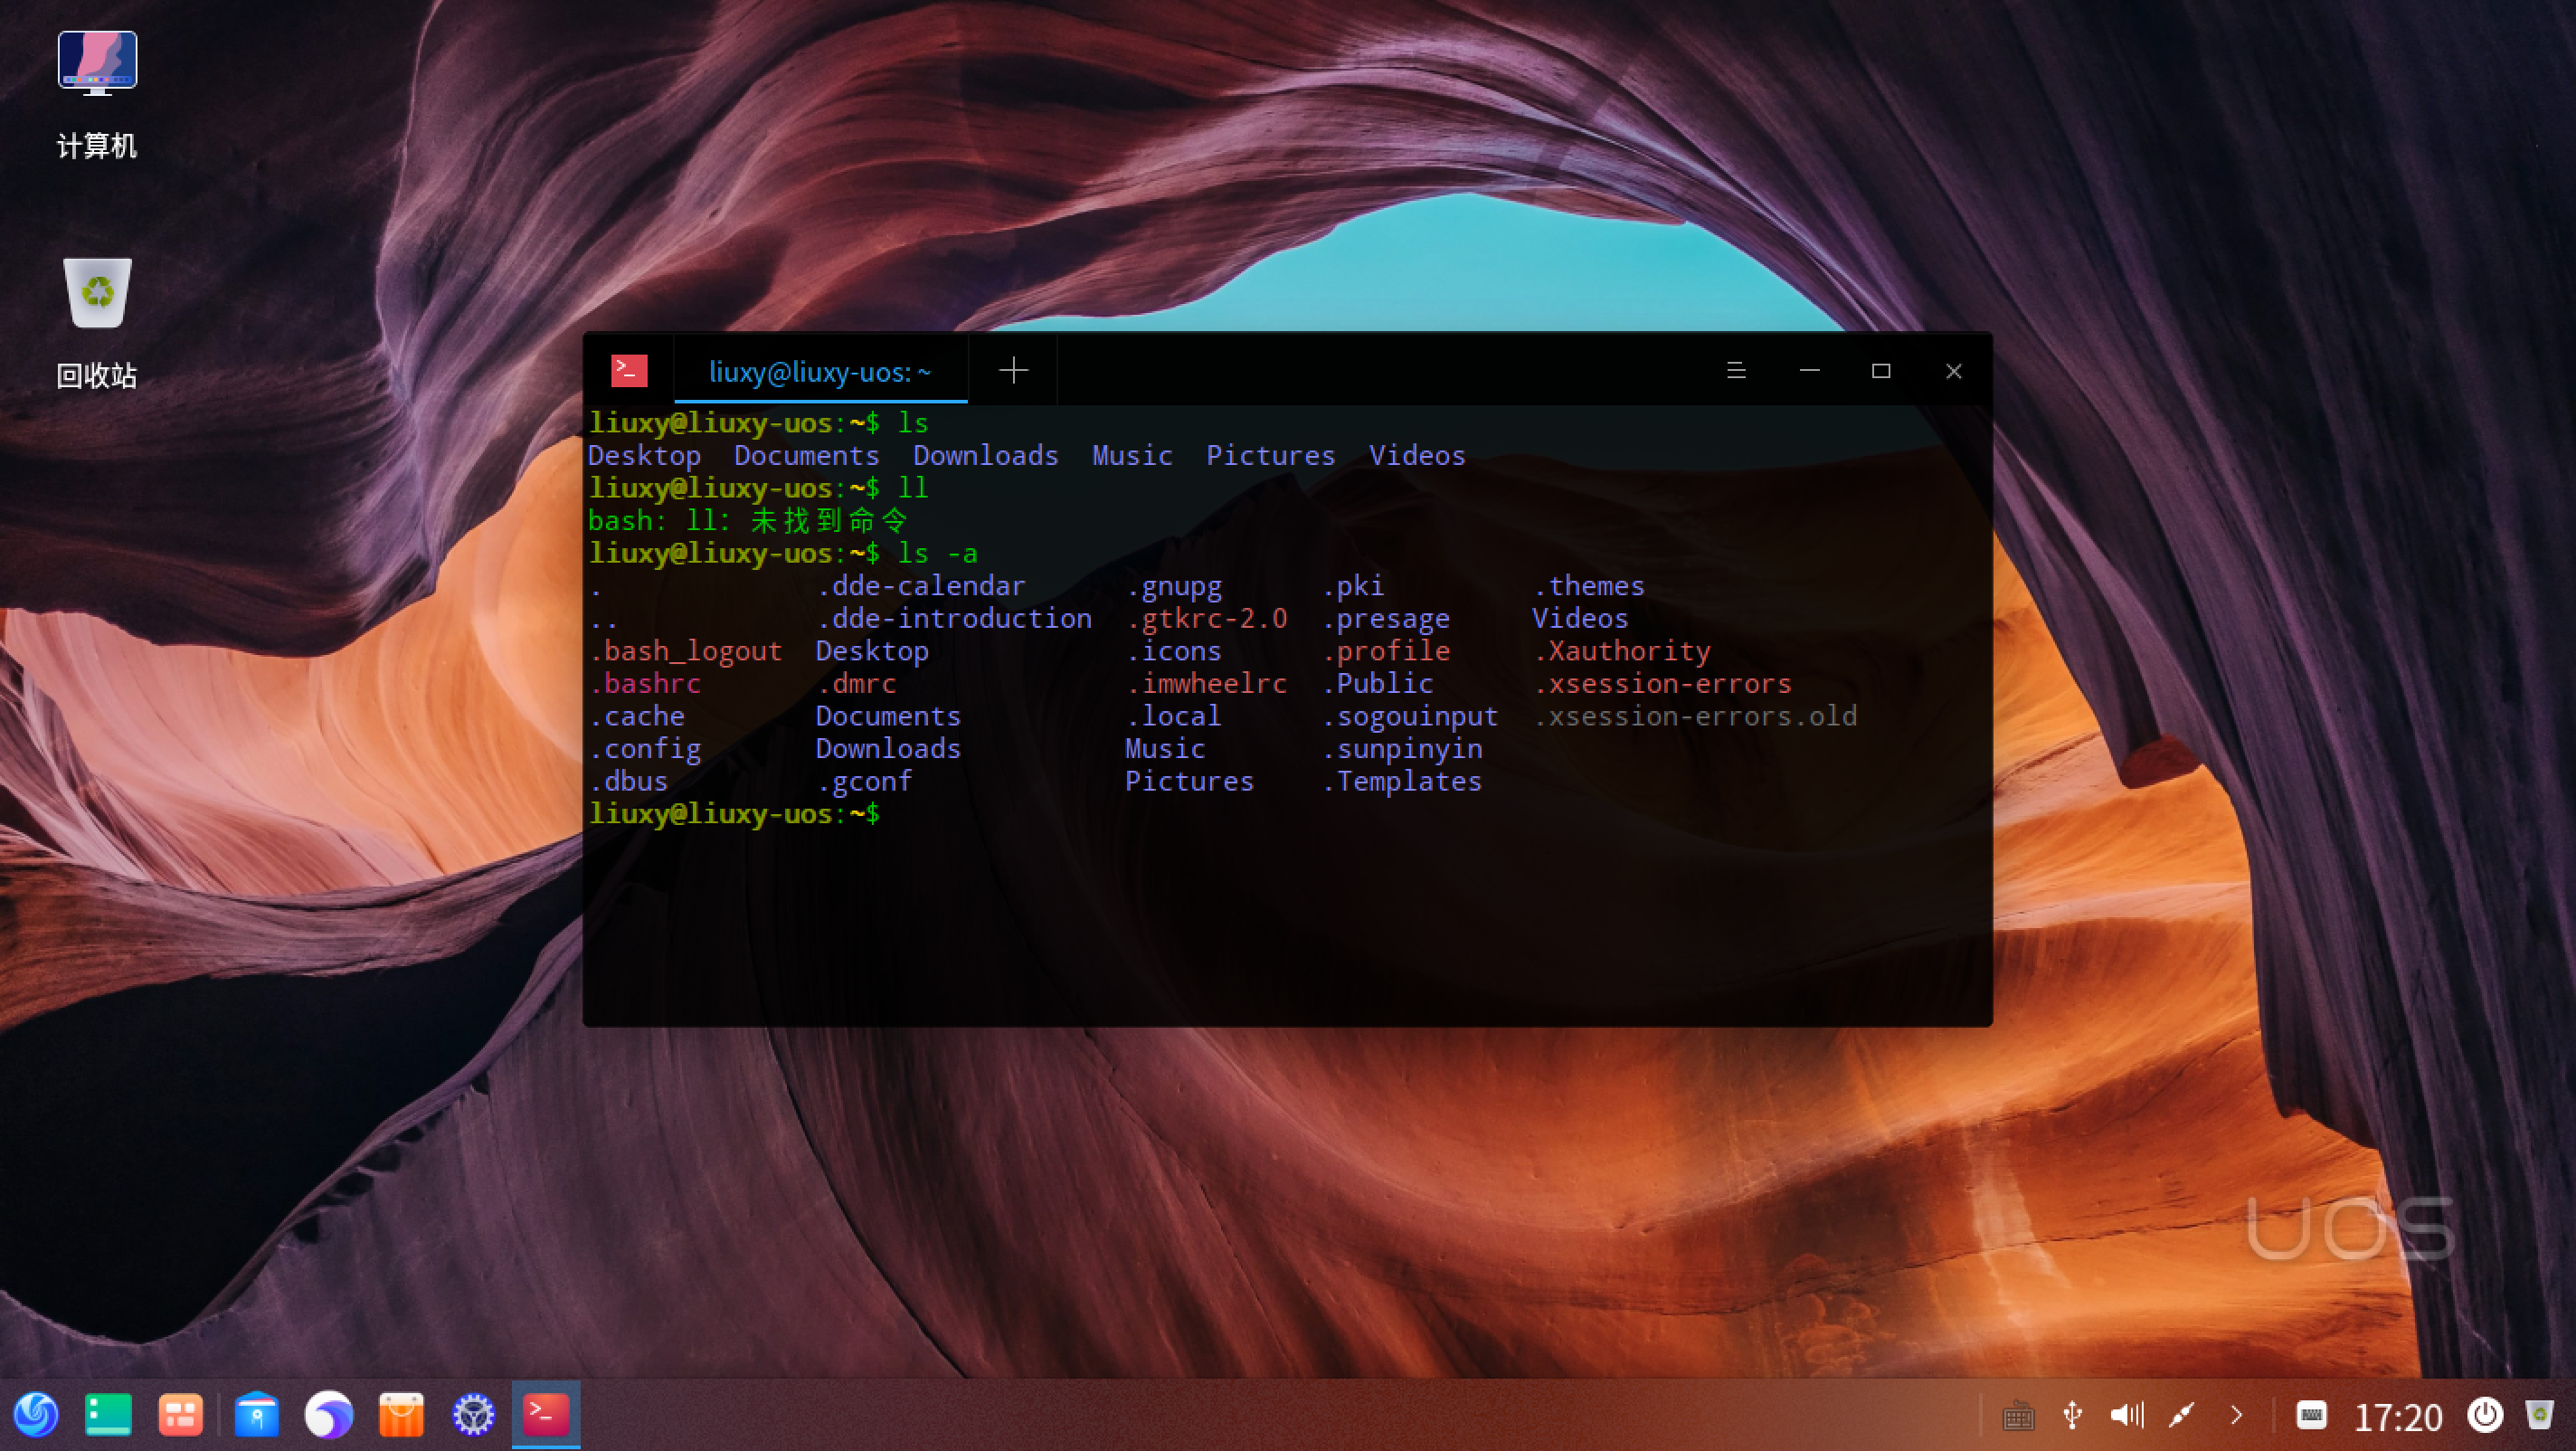 计算机
回收站
liuxy@liuxy-uos: ~
liuxy@liuxy-uos:~$ ls
Desktop  Documents  Downloads  Music  Pictures  Videos
liuxy@liuxy-uos:~$ ll
bash: ll: 未找到命令
liuxy@liuxy-uos:~$ ls -a
.  .dde-calendar  .gnupg  .pki  .themes
..  .dde-introduction  .gtkrc-2.0  .presage  Videos
.bash_logout  Desktop  .icons  .profile  .Xauthority
.bashrc  .dmrc  .imwheelrc  .Public  .xsession-errors
.cache  Documents  .local  .sogouinput  .xsession-errors.old
.config  Downloads  Music  .sunpinyin
.dbus  .gconf  Pictures  .Templates
liuxy@liuxy-uos:~$
UOS
17:20